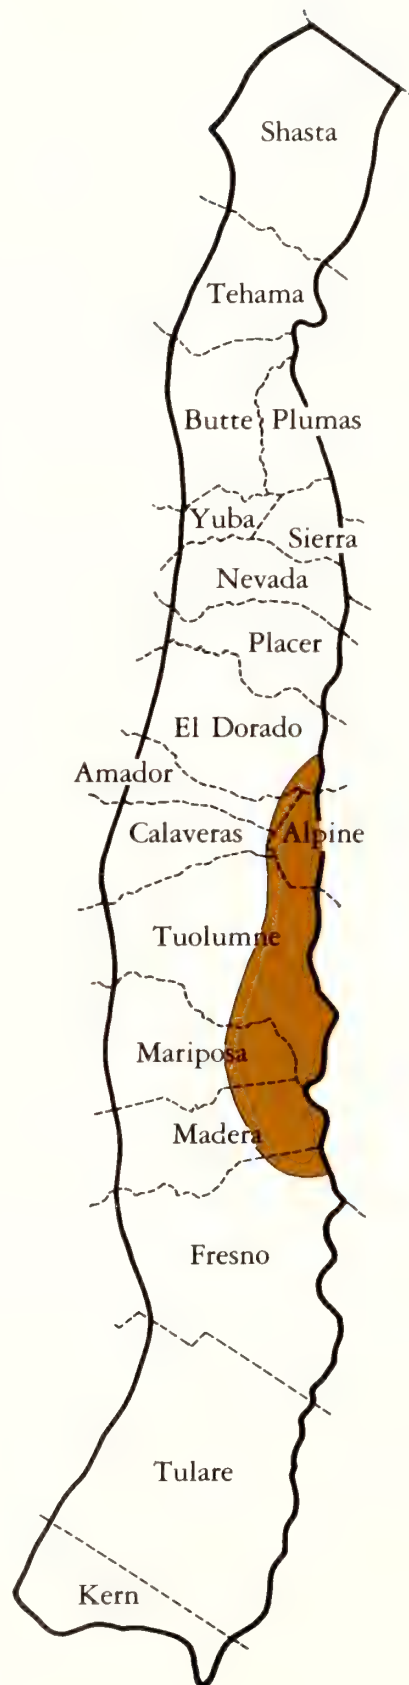 Shasta
Tehama
Butte Plumas
Yuba
Sierra
Nevada
Placer
El Dorado
Amador
Calaveras Alpine
Tuolumne
Mariposa
Madera
Fresno
Tulare
Kern